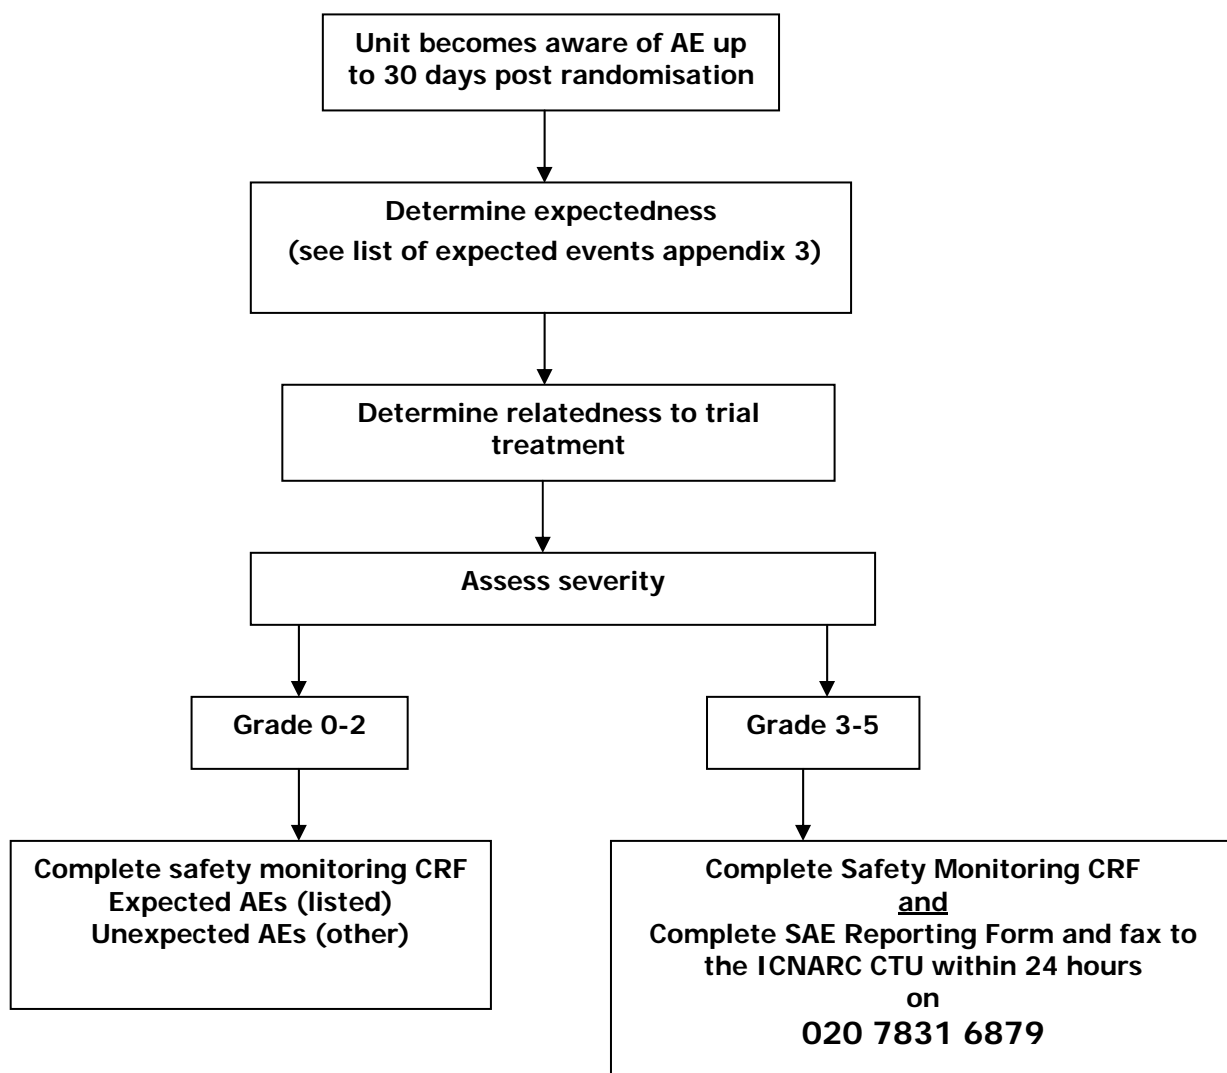 Unit becomes aware of AE up
to 30 days post randomisation
Determine expectedness
(see list of expected events appendix 3)
Determine relatedness to trial
treatment
Assess severity
Grade 0-2
Grade 3-5
Complete safety monitoring CRF
Expected AEs (listed)
Unexpected AEs (other)
Complete Safety Monitoring CRF
and
Complete SAE Reporting Form and fax to
the ICNARC CTU within 24 hours
on
020 7831 6879